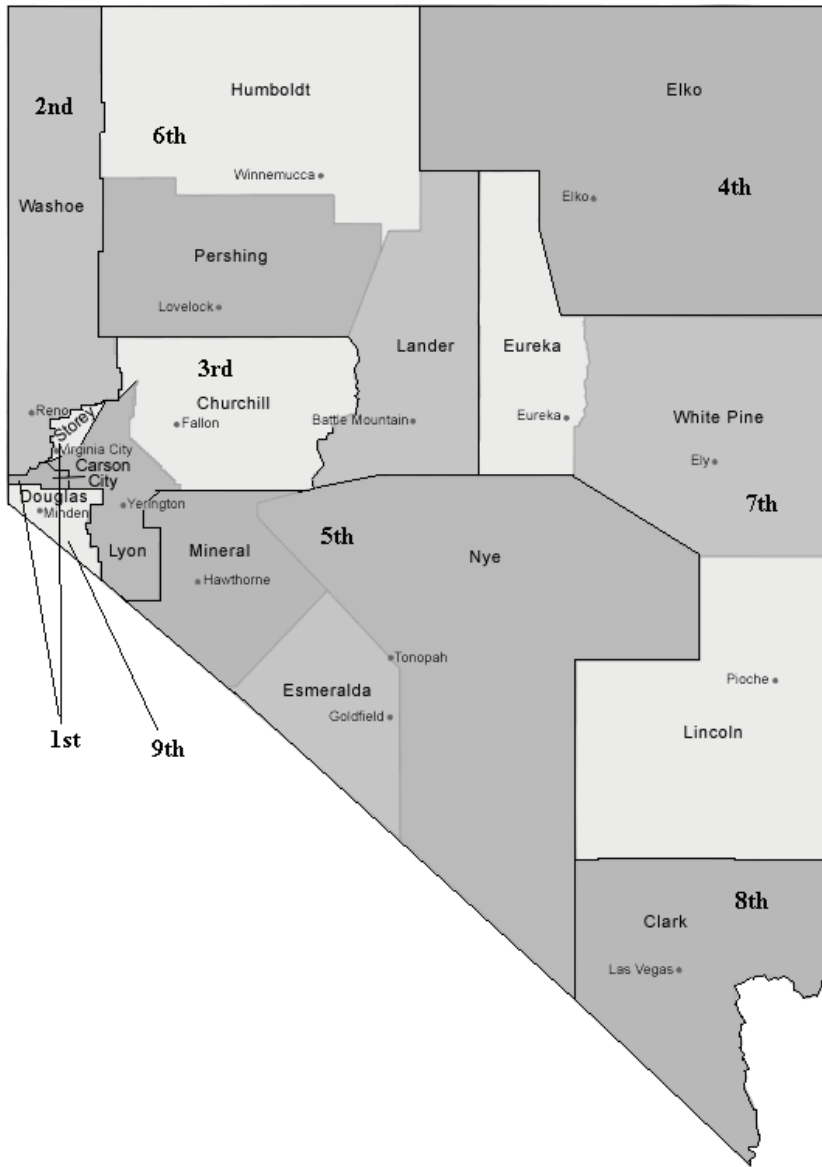 Humboldt
Elko
2nd
6th
Winnemucca
Elko
4th
Washoe
Pershing
Lovelock
Lander
Eureka
3rd
Churchill
Reno
Storey
Fallon
Battle Mountain
Eureka
White Pine
Virginia City
Ely
Carson
City
Douglas
Minden
Yerington
7th
5th
Lyon
Mineral
Nye
Hawthorne
Tonopah
Pioche
Esmeralda
Goldfield
1st
9th
Lincoln
8th
Clark
Las Vegas